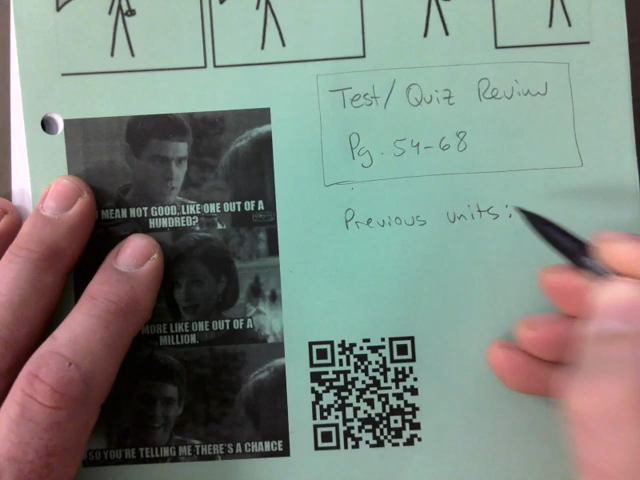 Test/Quiz Review
Pg. 54-68
Previous units:
MEAN NOT GOOD, LIKE ONE OUT OF A
HUNDRED?
MORE LIKE ONE OUT OF A
MILLION.
SO YOU'RE TELLING ME THERE'S A CHANCE